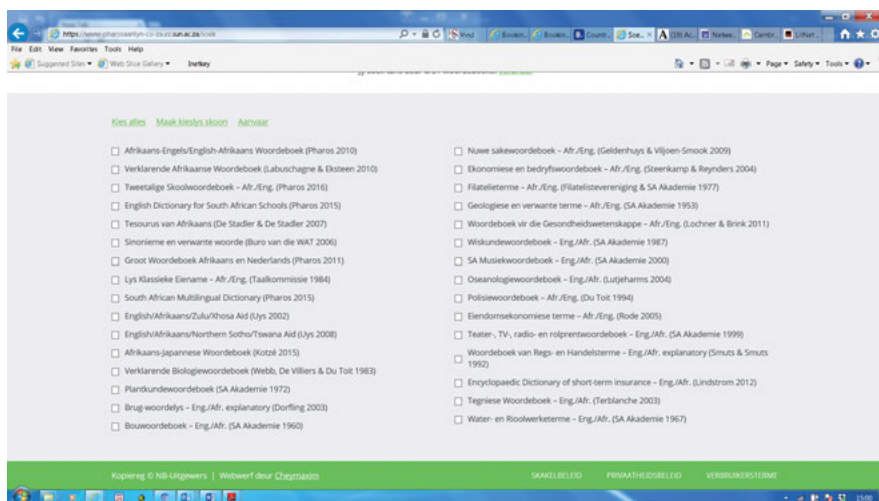 https://www-pharosaanlyn-co-za.ez.sun.ac.za/soek
File Edit View Favorites Tools Help
Suggested Sites Web Slice Gallery Inetkey
Page Safety Tools
Kies alles Maak kieslys skoon Aanvaar
Afrikaans-Engels/English-Afrikaans Woordeboek (Pharos 2010)
Verklarende Afrikaanse Woordeboek (Labuschagne & Eksteen 2010)
Tweetalige Skoolwoordeboek – Afr./Eng. (Pharos 2016)
English Dictionary for South African Schools (Pharos 2015)
Tesourus van Afrikaans (De Stadler & De Stadler 2007)
Sinonieme en verwante woorde (Buro van die WAT 2006)
Groot Woordeboek Afrikaans en Nederlands (Pharos 2011)
Lys Klassieke Eiename – Afr./Eng. (Taalkommissie 1984)
South African Multilingual Dictionary (Pharos 2015)
English/Afrikaans/Zulu/Xhosa Aid (Uys 2002)
English/Afrikaans/Northern Sotho/Tswana Aid (Uys 2008)
Afrikaans-Japannese Woordeboek (Kotzé 2015)
Verklarende Biologiewoordeboek (Webb, De Villiers & Du Toit 1983)
Plantkundewoordeboek (SA Akademie 1972)
Brug-woordelys – Eng./Afr. explanatory (Dorfling 2003)
Bouwoordeboek – Eng./Afr. (SA Akademie 1960)
Nuwe sakewoordeboek – Afr./Eng. (Geldenhuys & Viljoen-Smook 2009)
Ekonomiese en bedryfswoordeboek – Afr./Eng. (Steenkamp & Reynders 2004)
Filatelieterme – Afr./Eng. (Filatelistevereniging & SA Akademie 1977)
Geologiese en verwante terme – Afr./Eng. (SA Akademie 1953)
Woordeboek vir die Gesondheidswetenskappe – Afr./Eng. (Lochner & Brink 2011)
Wiskundewoordeboek – Eng./Afr. (SA Akademie 1987)
SA Musiekwoordeboek – Eng./Afr. (SA Akademie 2000)
Oseanologiewoordeboek – Eng./Afr. (Lutjeharms 2004)
Polisiewoordeboek – Afr./Eng. (Du Toit 1994)
Eiendomsekonomiese terme – Afr./Eng. (Rode 2005)
Teater-, TV-, radio- en rolprentwoordeboek – Eng./Afr. (SA Akademie 1999)
Woordeboek van Regs- en Handelsterme – Eng./Afr. explanatory (Smuts & Smuts
1992)
Encyclopaedic Dictionary of short-term insurance – Eng./Afr. (Lindstrom 2012)
Tegniese Woordeboek – Eng./Afr. (Terblanche 2003)
Water- en Rioolwerketerme – Eng./Afr. (SA Akademie 1967)
Kopiereg © NB-Uitgewers | Webwerf deur Cheymaxim
SKAKELBELEID PRIVAATHEIDSBELEID VERBRUIKERSTERME
15:00